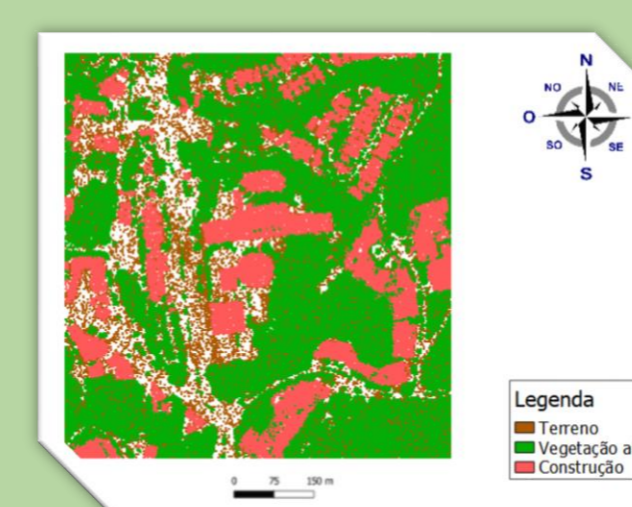 N
NO NE
O
SO SE
S
Legenda
Terreno
Vegetação a
Construção
0 75 150 m